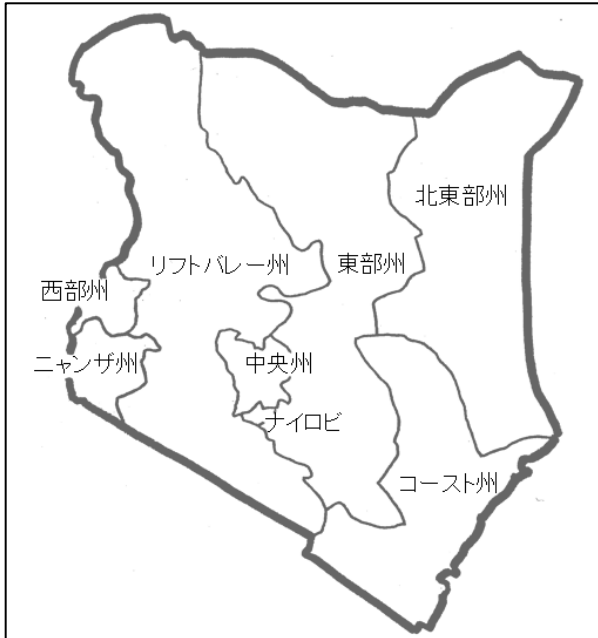 北東部州
リフトバレー州
東部州
西部州
ニャンザ州
中央州
ナイロビ
コースト州